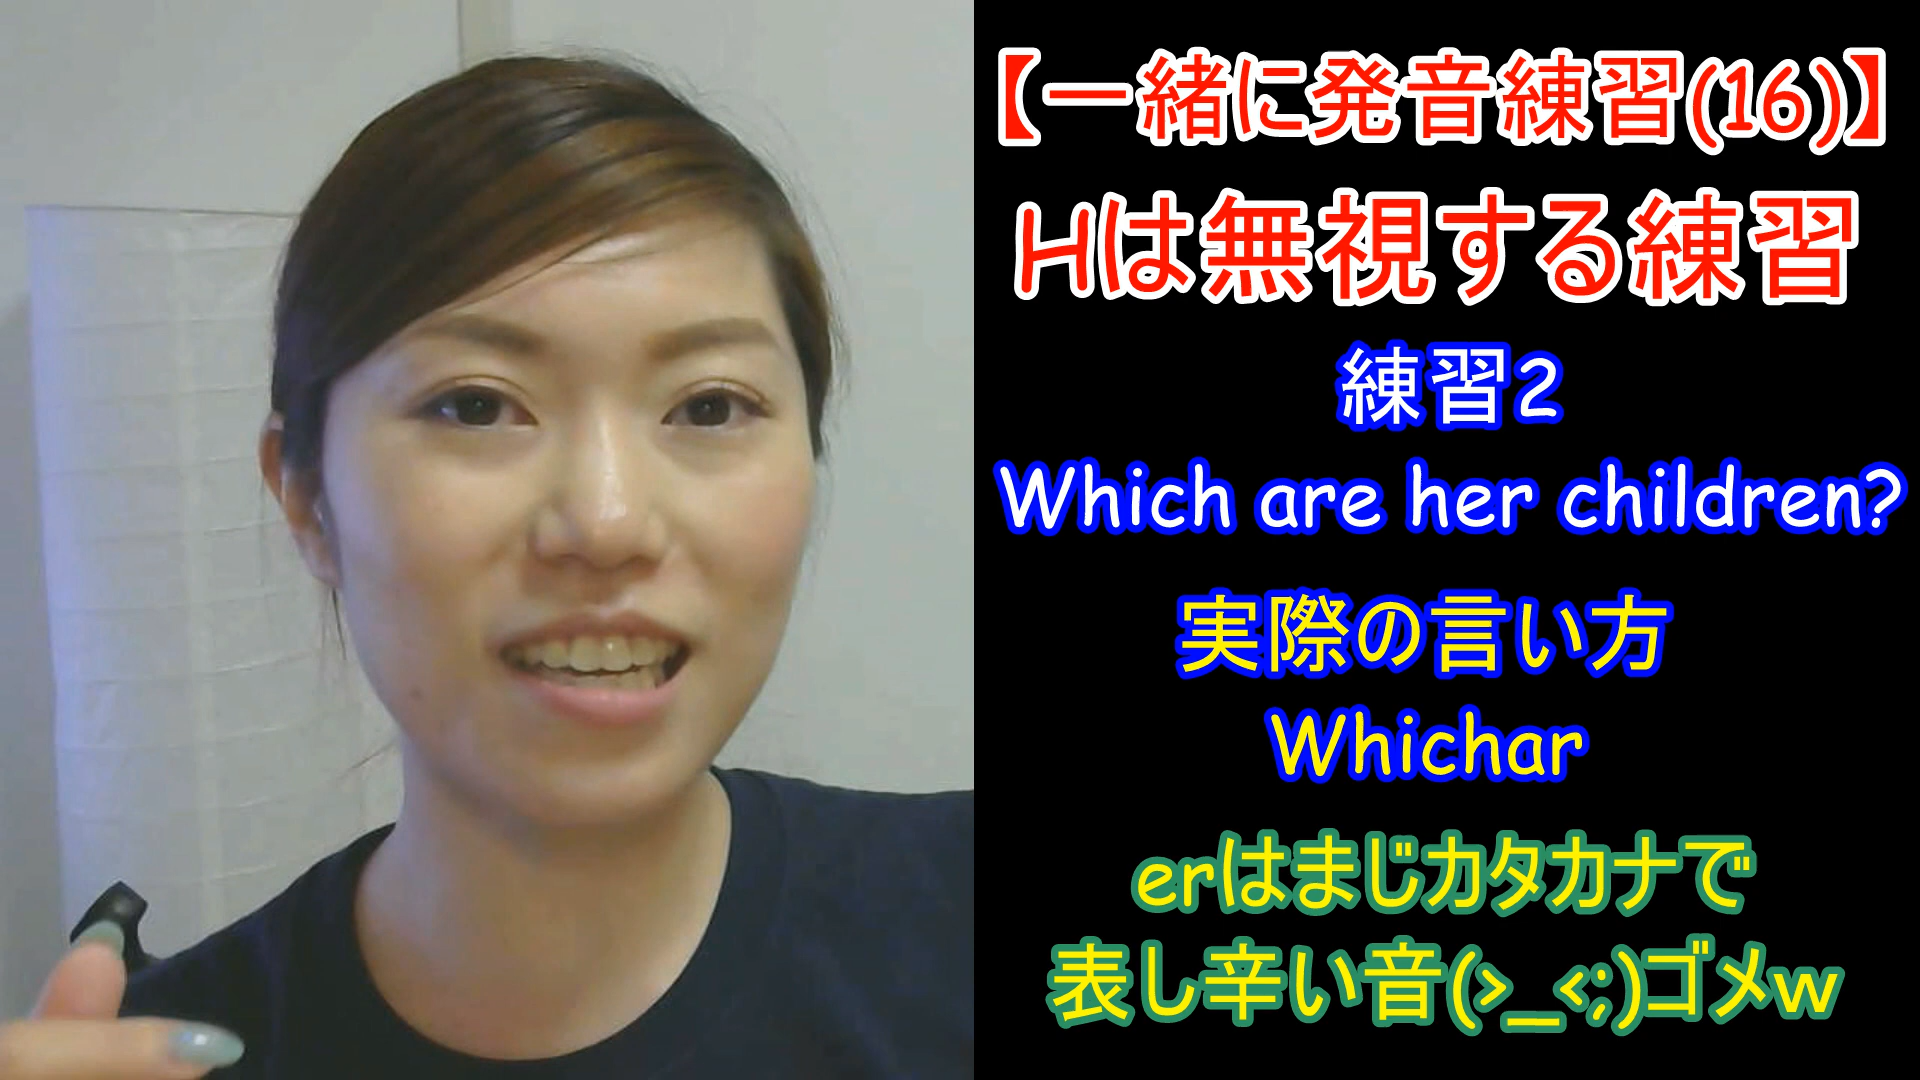 【一緒に発音練習(16)】
Hは無視する練習
練習2
Which are her children?
実際の言い方
Whichar
erはまじカタカナで
表し辛い音(>_<;)ゴメw